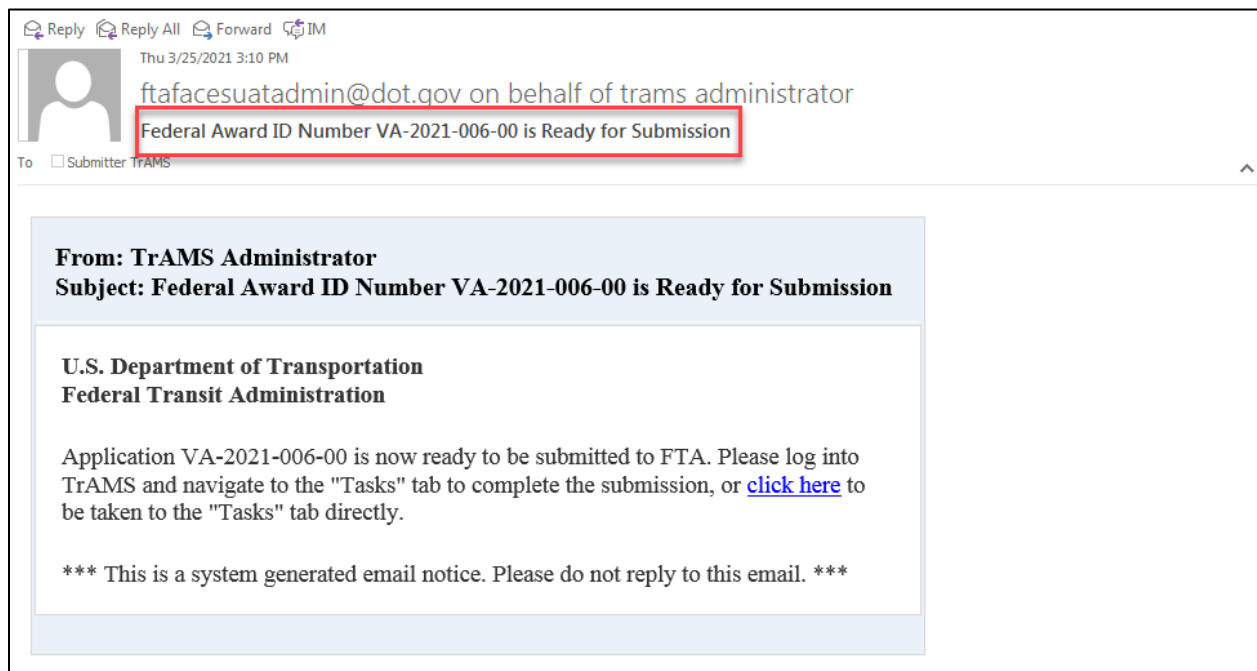 Reply Reply All Forward IM
Thu 3/25/2021 3:10 PM
ftafacesuatadmin@dot.gov on behalf of trams administrator
Federal Award ID Number VA-2021-006-00 is Ready for Submission
To Submitter TrAMS
From: TrAMS Administrator
Subject: Federal Award ID Number VA-2021-006-00 is Ready for Submission
U.S. Department of Transportation
Federal Transit Administration
Application VA-2021-006-00 is now ready to be submitted to FTA. Please log into
TrAMS and navigate to the "Tasks" tab to complete the submission, or click here to
be taken to the "Tasks" tab directly.
*** This is a system generated email notice. Please do not reply to this email. ***